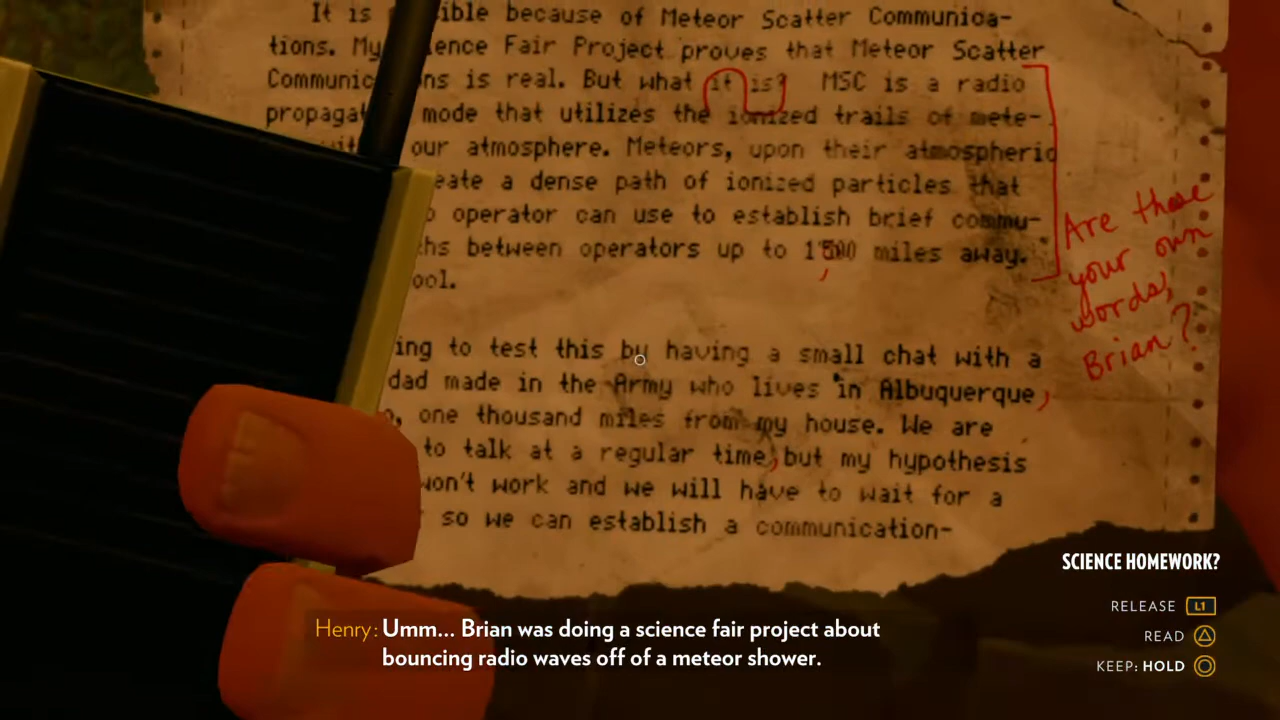 It is ible because of Meteor Scatter Communica-
tions. My ence Fair Project proves that Meteor Scatter
Communic ns is real. But what it is? MSC is a radio
propagat mode that utilizes the ionized trails of mete-
our atmosphere. Meteors, upon their atmospheric
eate a dense path of ionized particles that
operator can use to establish brief commu-
ths between operators up to miles away.
ool.
Are these
your own
words,
Brian?
ing to test this by having a small chat with a
dad made in the Army who lives in Albuquerque,
o, one thousand miles from my house. We are
to talk at a regular time, but my hypothesis
won't work and we will have to wait for a
so we can establish a communication-
SCIENCE HOMEWORK?
RELEASE L1
READ
KEEP: HOLD
Henry: Umm... Brian was doing a science fair project about
bouncing radio waves off of a meteor shower.